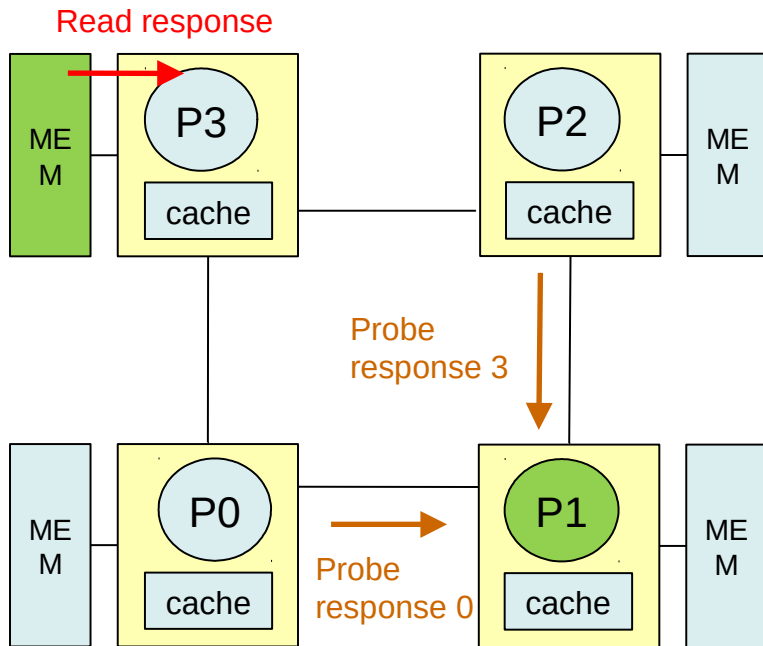 Read response
ME
M
P3
cache
P2
cache
ME
M
Probe
response 3
ME
M
P0
cache
Probe
response 0
P1
cache
ME
M